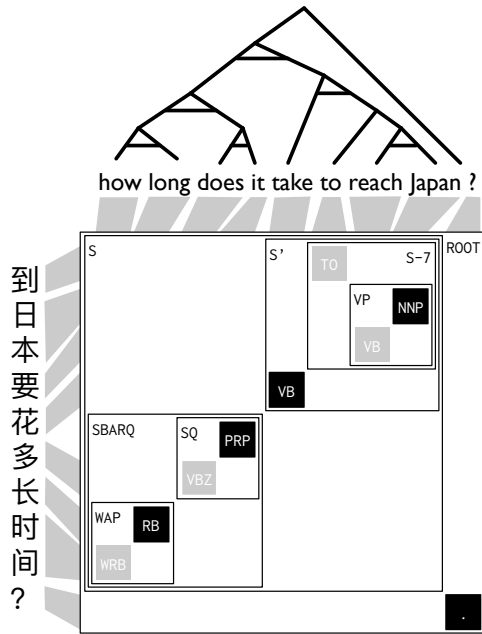 how long does it take to reach Japan ?
S
S'
TO
S-7
ROOT
VP
NNP
VB
VB
SBARQ
SQ
PRP
VBZ
WAP
RB
WRB
.
到日本要花多长时间?